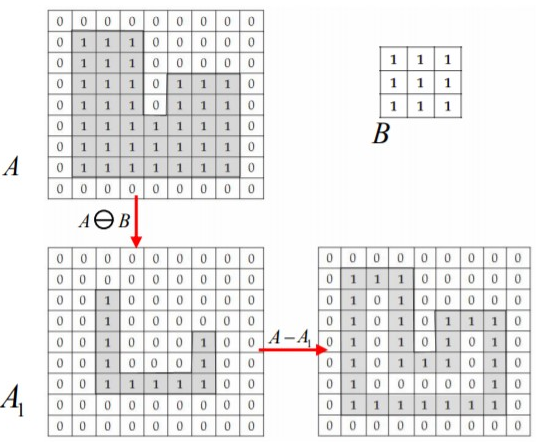 0 0 0 0 0 0 0 0 0
0 1 1 1 0 0 0 0 0
0 1 1 1 0 0 0 0 0
0 1 1 1 0 1 1 1 0
0 1 1 1 0 1 1 1 0
0 1 1 1 1 1 1 1 0
0 1 1 1 1 1 1 1 0
0 1 1 1 1 1 1 1 0
0 0 0 0 0 0 0 0 0
A
1 1 1
1 1 1
1 1 1
B
A ⊖ B
0 0 0 0 0 0 0 0 0
0 0 0 0 0 0 0 0 0
0 0 1 0 0 0 0 0 0
0 0 1 0 0 0 0 0 0
0 0 1 0 0 0 1 0 0
0 0 1 0 0 0 1 0 0
0 0 1 1 1 1 1 0 0
0 0 0 0 0 0 0 0 0
0 0 0 0 0 0 0 0 0
A₁
A – A₁
0 0 0 0 0 0 0 0 0
0 1 1 1 0 0 0 0 0
0 1 0 1 0 0 0 0 0
0 1 0 1 0 1 1 1 0
0 1 0 1 0 1 0 1 0
0 1 0 1 1 1 0 1 0
0 1 0 0 0 0 0 1 0
0 1 1 1 1 1 1 1 0
0 0 0 0 0 0 0 0 0